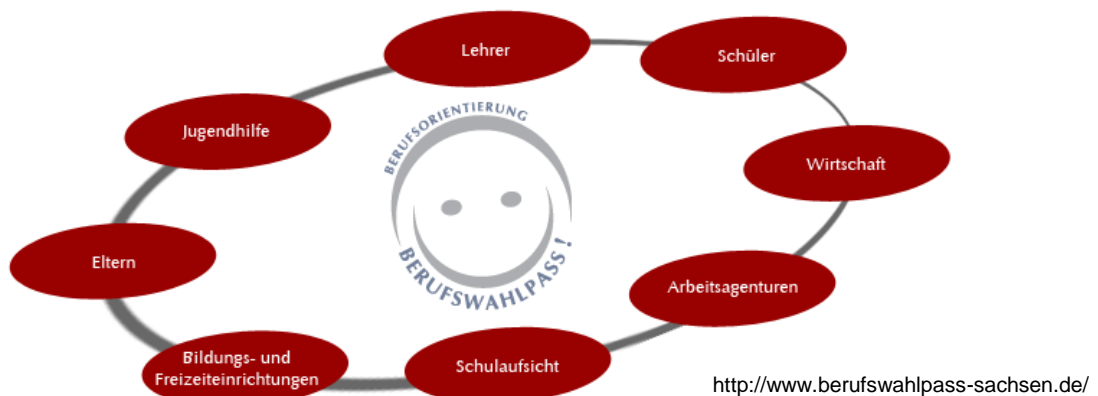 Lehrer
Schüler
Jugendhilfe
BERUFSORIENTIERUNG
Wirtschaft
Eltern
BERUFSWAHLPASS!
Arbeitsagenturen
Bildungs- und
Freizeiteinrichtungen
Schulaufsicht
http://www.berufswahlpass-sachsen.de/